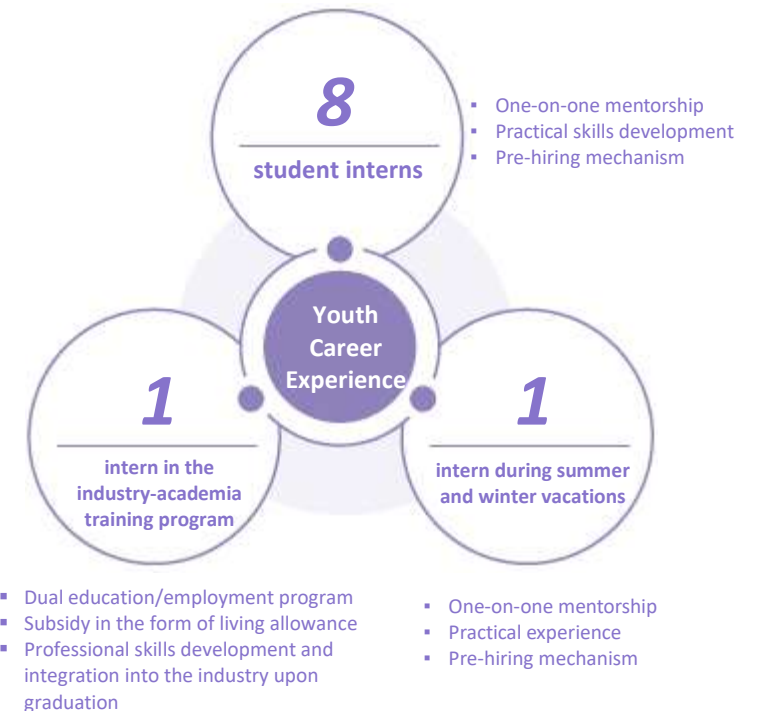 8
student interns
▪ One-on-one mentorship
▪ Practical skills development
▪ Pre-hiring mechanism
Youth
Career
Experience
1
intern in the
industry-academia
training program
1
intern during summer
and winter vacations
▪ Dual education/employment program
▪ Subsidy in the form of living allowance
▪ Professional skills development and
integration into the industry upon
graduation
▪ One-on-one mentorship
▪ Practical experience
▪ Pre-hiring mechanism